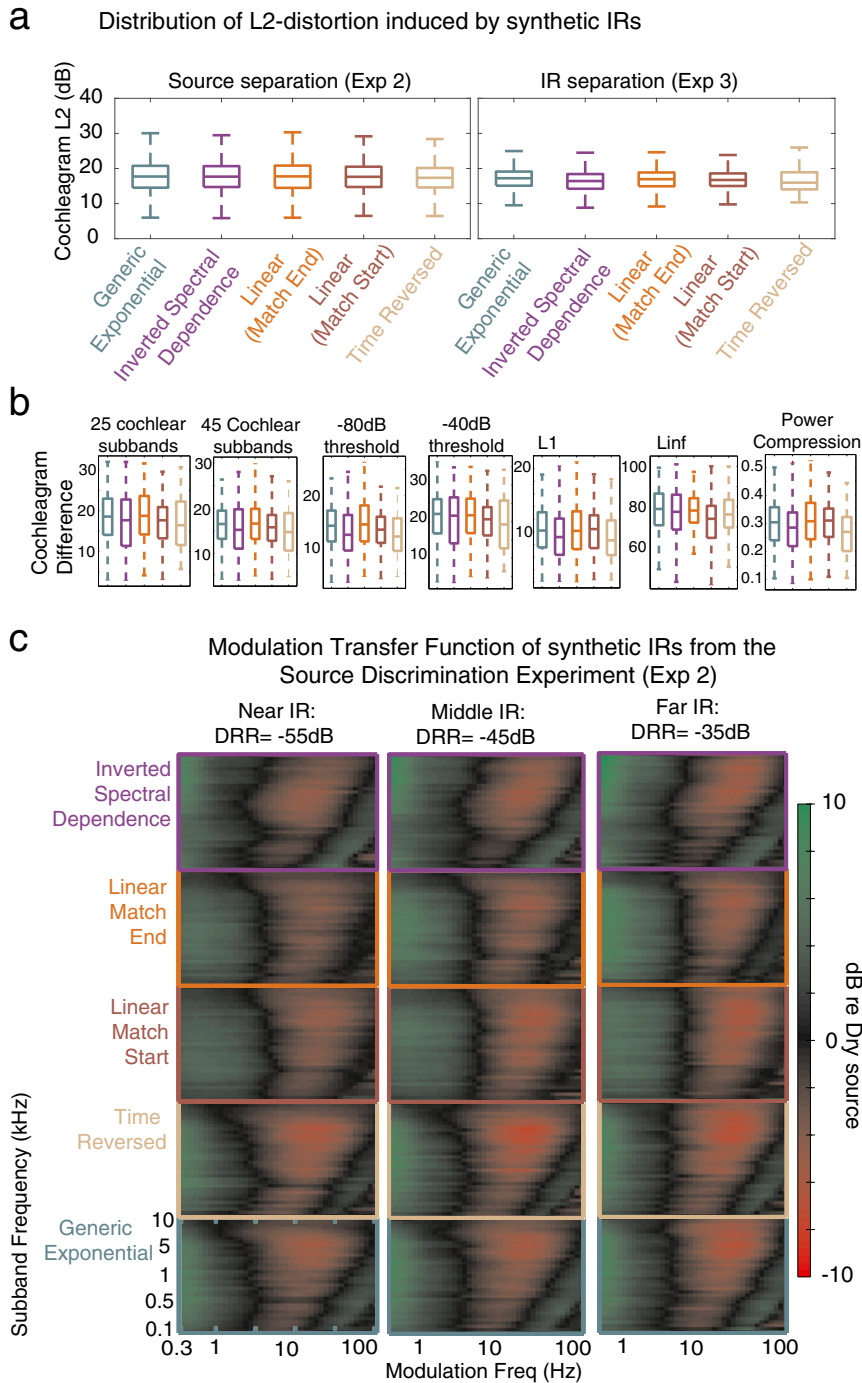 a
Distribution of L2-distortion induced by synthetic IRs
Source separation (Exp 2)
IR separation (Exp 3)
Cochleagram L2 (dB)
40
30
20
10
0
Generic
Exponential
Inverted Spectral
Dependence
Linear
(Match End)
Linear
(Match Start)
Time Reversed
Generic
Exponential
Inverted Spectral
Dependence
Linear
(Match End)
Linear
(Match Start)
Time Reversed
b
Cochleagram
Difference
25 cochlear
subbands
30
20
10
45 Cochlear
subbands
30
20
10
-80dB
threshold
20
10
-40dB
threshold
30
20
10
L1
20
10
Linf
100
80
60
Power
Compression
0.5
0.4
0.3
0.2
0.1
c
Modulation Transfer Function of synthetic IRs from the
Source Discrimination Experiment (Exp 2)
Near IR:
DRR= -55dB
Middle IR:
DRR= -45dB
Far IR:
DRR= -35dB
Inverted
Spectral
Dependence
Linear
Match
End
Linear
Match
Start
Time
Reversed
Generic
Exponential
Subband Frequency (kHz)
10
5
1
0.5
0.1
0.3 1 10 100
1 10 100
1 10 100
Modulation Freq (Hz)
10
0
-10
dB re Dry source